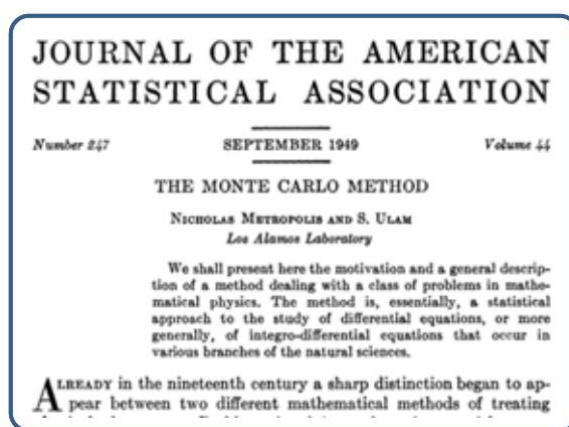 JOURNAL OF THE AMERICAN
STATISTICAL ASSOCIATION
Number 247 SEPTEMBER 1949 Volume 44
THE MONTE CARLO METHOD
NICHOLAS METROPOLIS AND S. ULAM
Los Alamos Laboratory
We shall present here the motivation and a general descrip-
tion of a method dealing with a class of problems in mathe-
matical physics. The method is, essentially, a statistical
approach to the study of differential equations, or more
generally, of integro-differential equations that occur in
various branches of the natural sciences.
ALREADY in the nineteenth century a sharp distinction began to ap-
pear between two different mathematical methods of treating